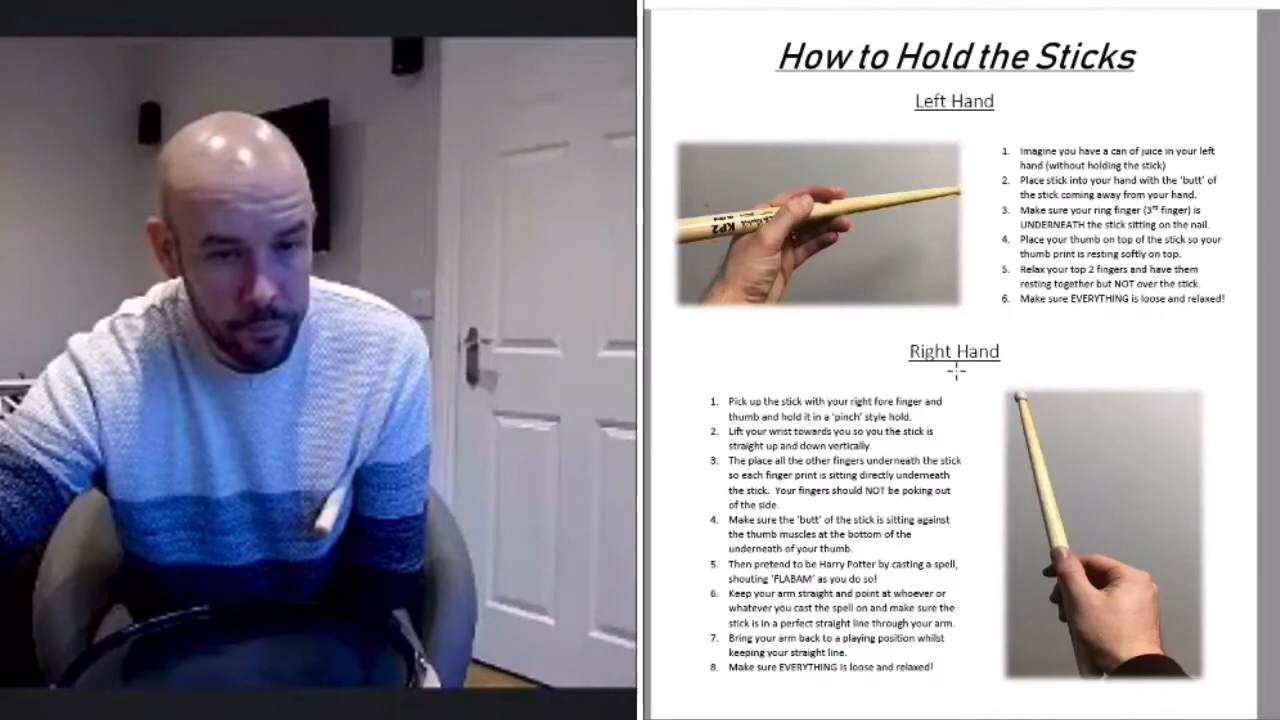 How to Hold the Sticks
Left Hand
1. Imagine you have a can of juice in your left
hand (without holding the stick)
2. Place stick into your hand with the 'butt' of
the stick coming away from your hand.
3. Make sure your ring finger (3rd finger) is
UNDERNEATH the stick sitting on the nail.
4. Place your thumb on top of the stick so your
thumb print is resting softly on top.
5. Relax your top 2 fingers and have them
resting together but NOT over the stick.
6. Make sure EVERYTHING is loose and relaxed!
KP2
Right Hand
1. Pick up the stick with your right fore finger and
thumb and hold it in a 'pinch' style hold.
2. Lift your wrist towards you so you the stick is
straight up and down vertically.
3. The place all the other fingers underneath the stick
so each finger print is sitting directly underneath
the stick. Your fingers should NOT be poking out
of the side.
4. Make sure the 'butt' of the stick is sitting against
the thumb muscles at the bottom of the
underneath of your thumb.
5. Then pretend to be Harry Potter by casting a spell,
shouting 'FLABAM' as you do so!
6. Keep your arm straight and point at whoever or
whatever you cast the spell on and make sure the
stick is in a perfect straight line through your arm.
7. Bring your arm back to a playing position whilst
keeping your straight line.
8. Make sure EVERYTHING is loose and relaxed!